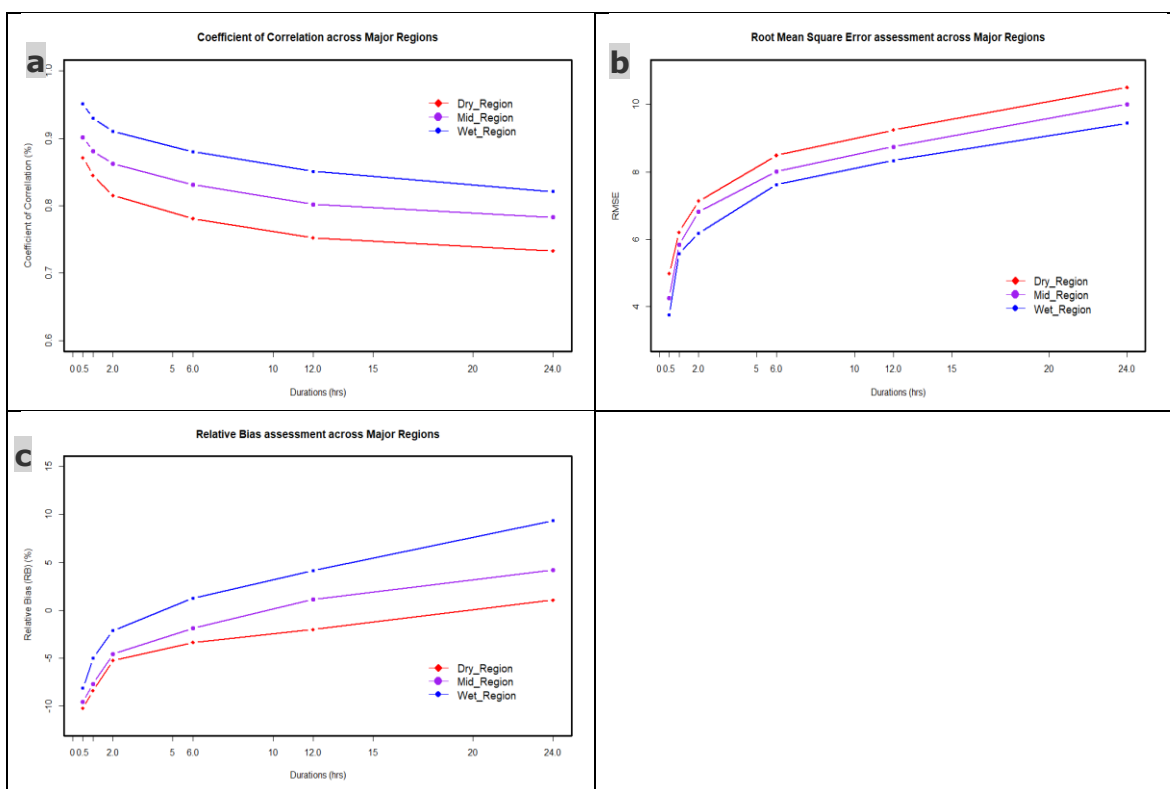 a
Coefficient of Correlation across Major Regions
Coefficient of Correllation (%)
1.0
0.9
0.8
0.7
0.6
Dry_Region
Mid_Region
Wet_Region
0 0.5 2.0 5 6.0 10 12.0 15 20 24.0
Durations (hrs)
b
Root Mean Square Error assessment across Major Regions
RMSE
10
8
6
4
Dry_Region
Mid_Region
Wet_Region
0 0.5 2.0 5 6.0 10 12.0 15 20 24.0
Durations (hrs)
c
Relative Bias assessment across Major Regions
Relative Bias (RB) (%)
15
10
5
0
-5
-10
Dry_Region
Mid_Region
Wet_Region
0 0.5 2.0 5 6.0 10 12.0 15 20 24.0
Durations (hrs)